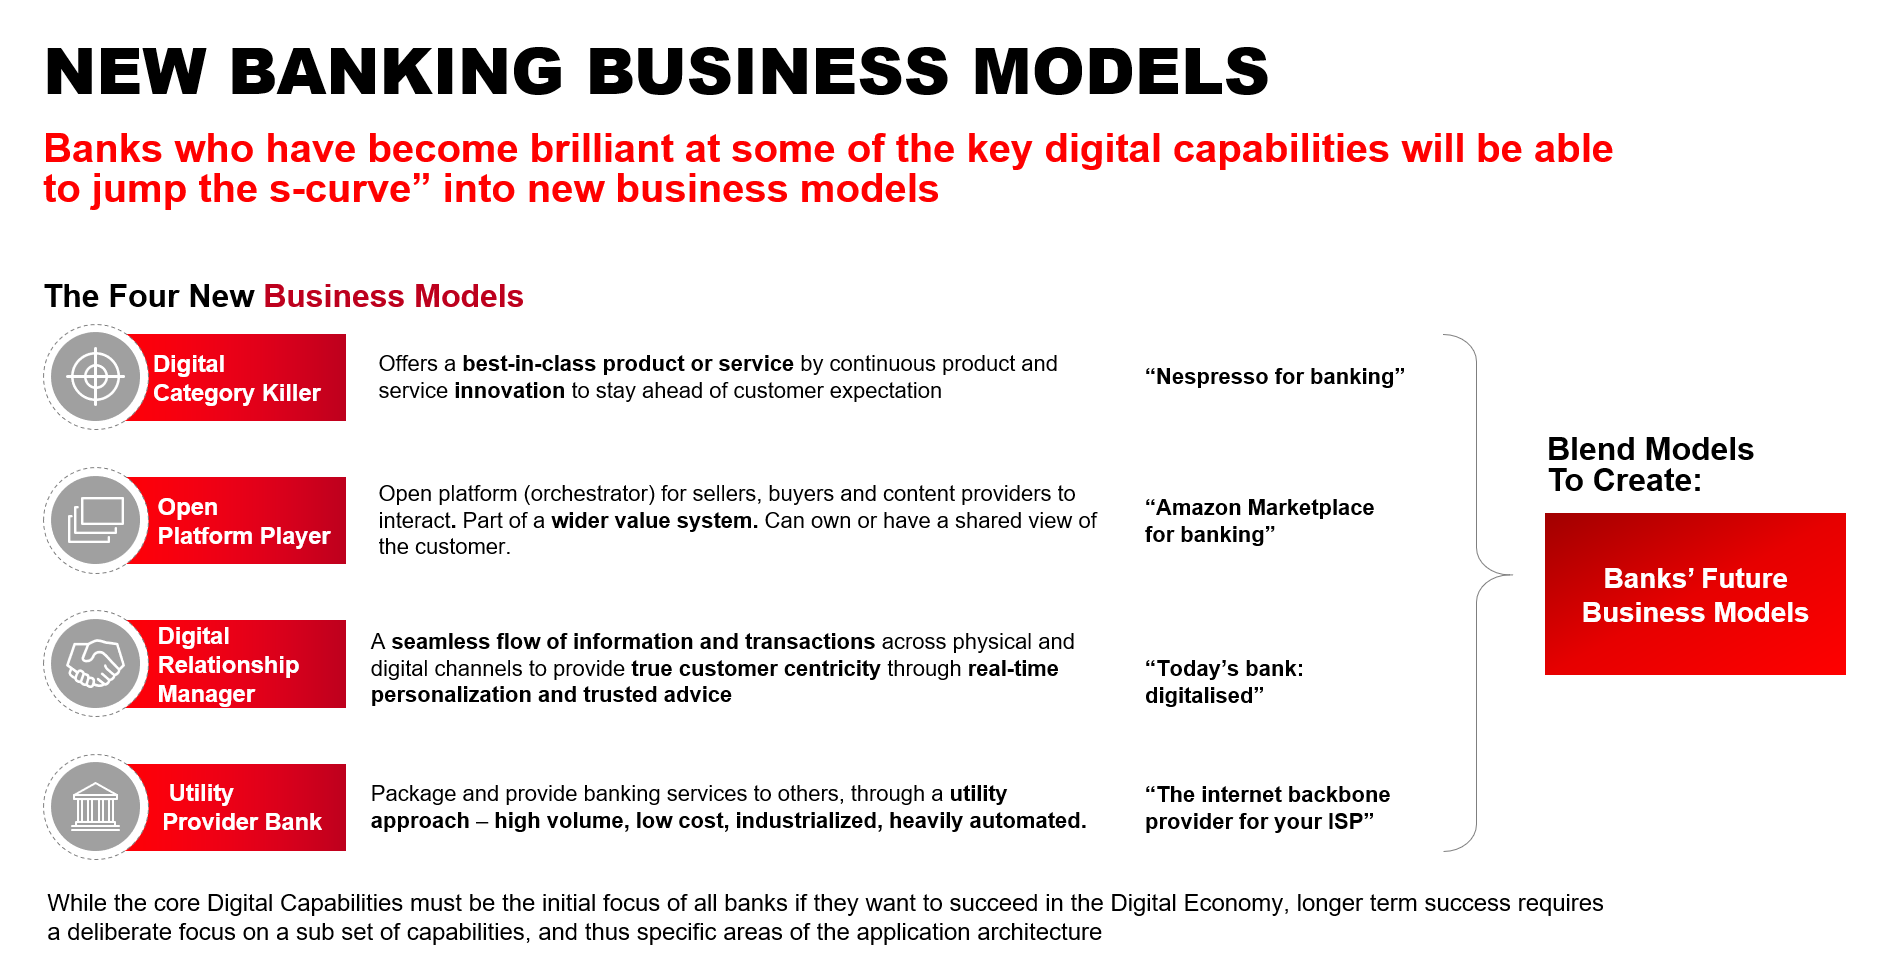 NEW BANKING BUSINESS MODELS
Banks who have become brilliant at some of the key digital capabilities will be able
to jump the s-curve” into new business models
The Four New Business Models
Digital
Category Killer
Offers a best-in-class product or service by continuous product and
service innovation to stay ahead of customer expectation
“Nespresso for banking”
Open
Platform Player
Open platform (orchestrator) for sellers, buyers and content providers to
interact. Part of a wider value system. Can own or have a shared view of
the customer.
“Amazon Marketplace
for banking”
Digital
Relationship
Manager
A seamless flow of information and transactions across physical and
digital channels to provide true customer centricity through real-time
personalization and trusted advice
“Today’s bank:
digitalised”
Utility
Provider Bank
Package and provide banking services to others, through a utility
approach – high volume, low cost, industrialized, heavily automated.
“The internet backbone
provider for your ISP”
Blend Models
To Create:
Banks’ Future
Business Models
While the core Digital Capabilities must be the initial focus of all banks if they want to succeed in the Digital Economy, longer term success requires
a deliberate focus on a sub set of capabilities, and thus specific areas of the application architecture